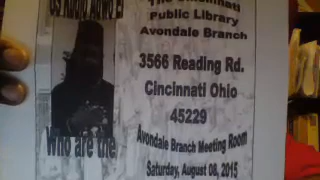 The Cincinnati
Public Library
Avondale Branch
3566 Reading Rd.
Cincinnati Ohio
45229
Who are the
Avondale Branch Meeting Room
Saturday, August 08, 2015